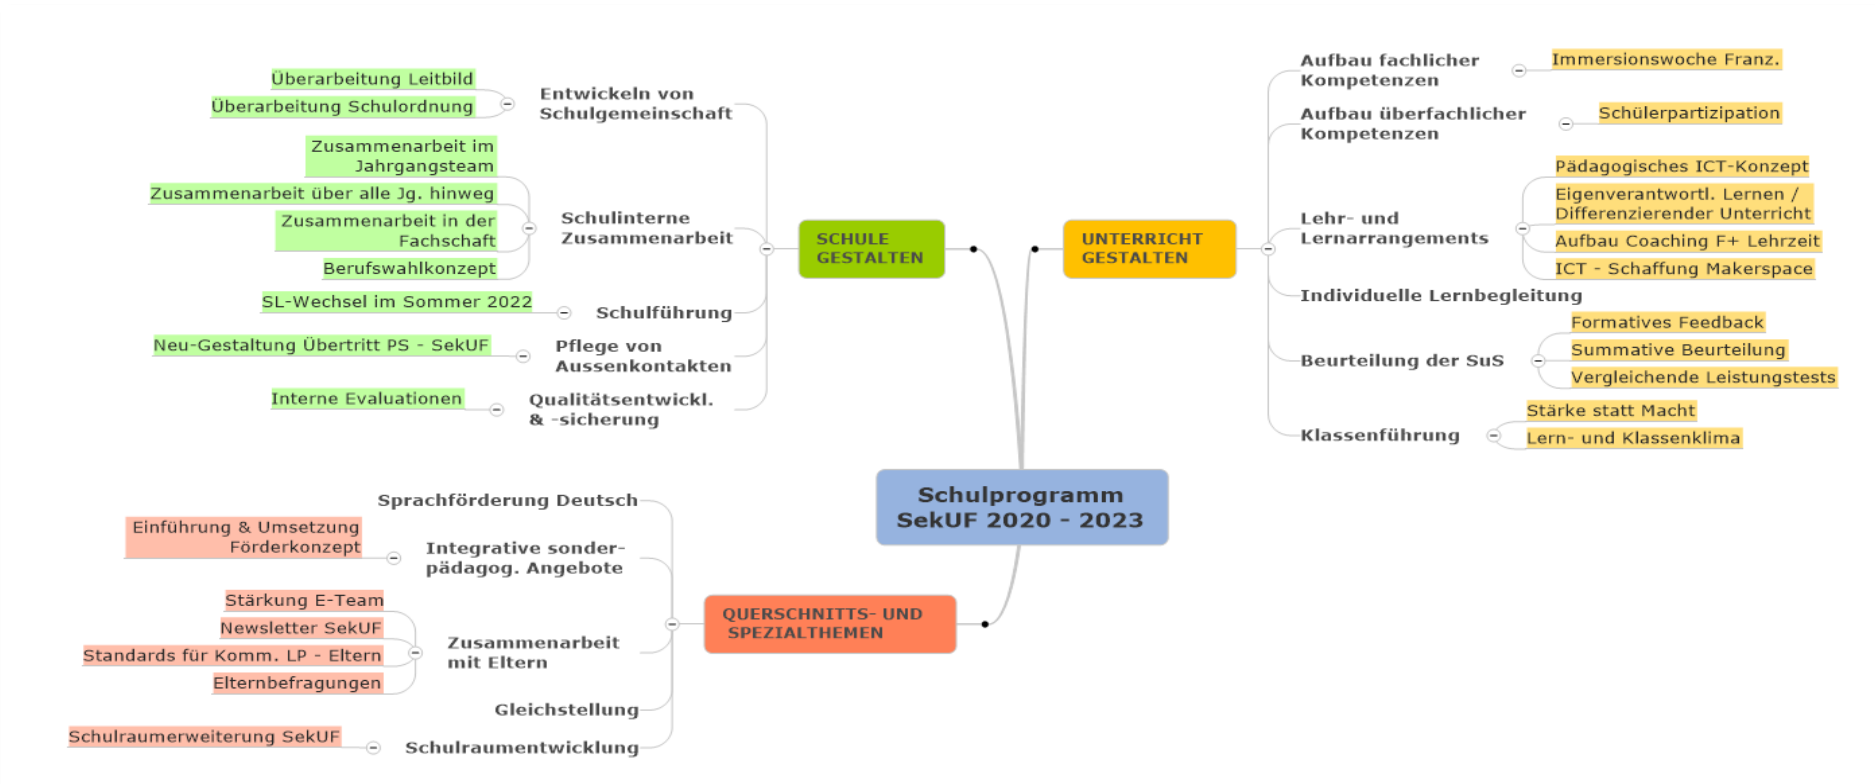 Überarbeitung Leitbild
Überarbeitung Schulordnung
Entwickeln von
Schulgemeinschaft
Zusammenarbeit im
Jahrgangsteam
Zusammenarbeit über alle Jg. hinweg
Zusammenarbeit in der
Fachschaft
Berufswahlkonzept
Schulinterne
Zusammenarbeit
SL-Wechsel im Sommer 2022
Schulführung
Neu-Gestaltung Übertritt PS - SekUF
Pflege von
Aussenkontakten
Interne Evaluationen
Qualitätsentwickl.
& -sicherung
SCHULE
GESTALTEN
UNTERRICHT
GESTALTEN
Aufbau fachlicher
Kompetenzen
Immersionswoche Franz.
Aufbau überfachlicher
Kompetenzen
Schülerpartizipation
Lehr- und
Lernarrangements
Pädagogisches ICT-Konzept
Eigenverantwortl. Lernen /
Differenzierender Unterricht
Aufbau Coaching F+ Lehrzeit
ICT - Schaffung Makerspace
Individuelle Lernbegleitung
Beurteilung der SuS
Formatives Feedback
Summative Beurteilung
Vergleichende Leistungstests
Klassenführung
Stärke statt Macht
Lern- und Klassenklima
Schulprogramm
SekUF 2020 - 2023
Sprachförderung Deutsch
Einführung & Umsetzung
Förderkonzept
Integrative sonder-
pädagog. Angebote
Stärkung E-Team
Newsletter SekUF
Standards für Komm. LP - Eltern
Elternbefragungen
Zusammenarbeit
mit Eltern
Gleichstellung
Schulraumerweiterung SekUF
Schulraumentwicklung
QUERSCHNITTS- UND
SPEZIALTHEMEN